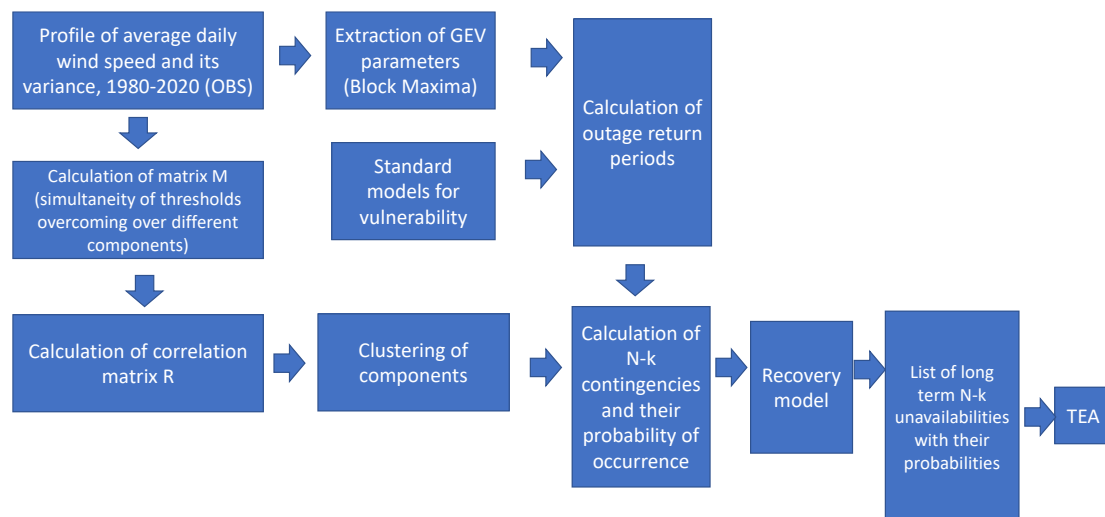 Profile of average daily
wind speed and its
variance, 1980-2020 (OBS)
Extraction of GEV
parameters
(Block Maxima)
Calculation of
outage return
periods
Calculation of matrix M
(simultaneity of thresholds
overcoming over different
components)
Standard
models for
vulnerability
Calculation of correlation
matrix R
Clustering of
components
Calculation of
N-k
contingencies
and their
probability of
occurrence
Recovery
model
List of long
term N-k
unavailabilities
with their
probabilities
TEA